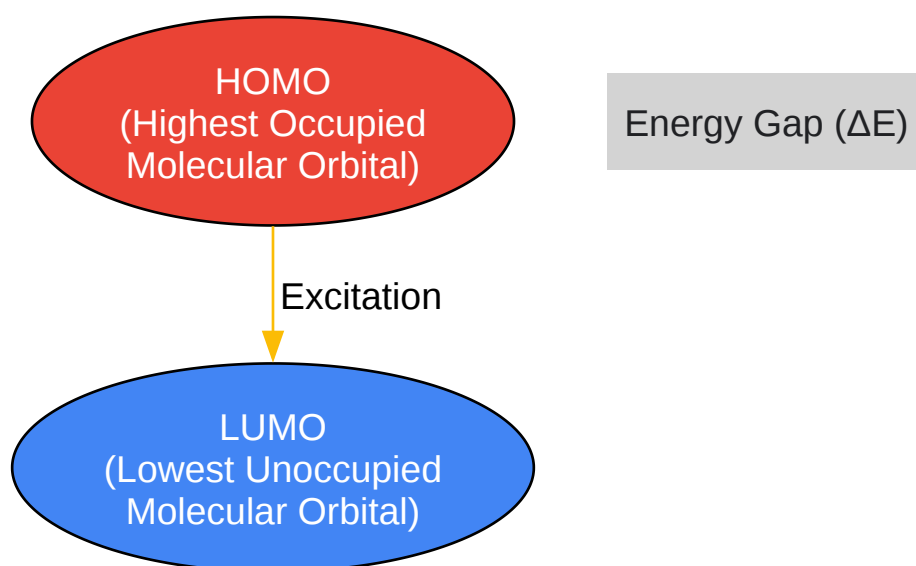 HOMO
(Highest Occupied
Molecular Orbital)
Energy Gap (ΔE)
Excitation
LUMO
(Lowest Unoccupied
Molecular Orbital)